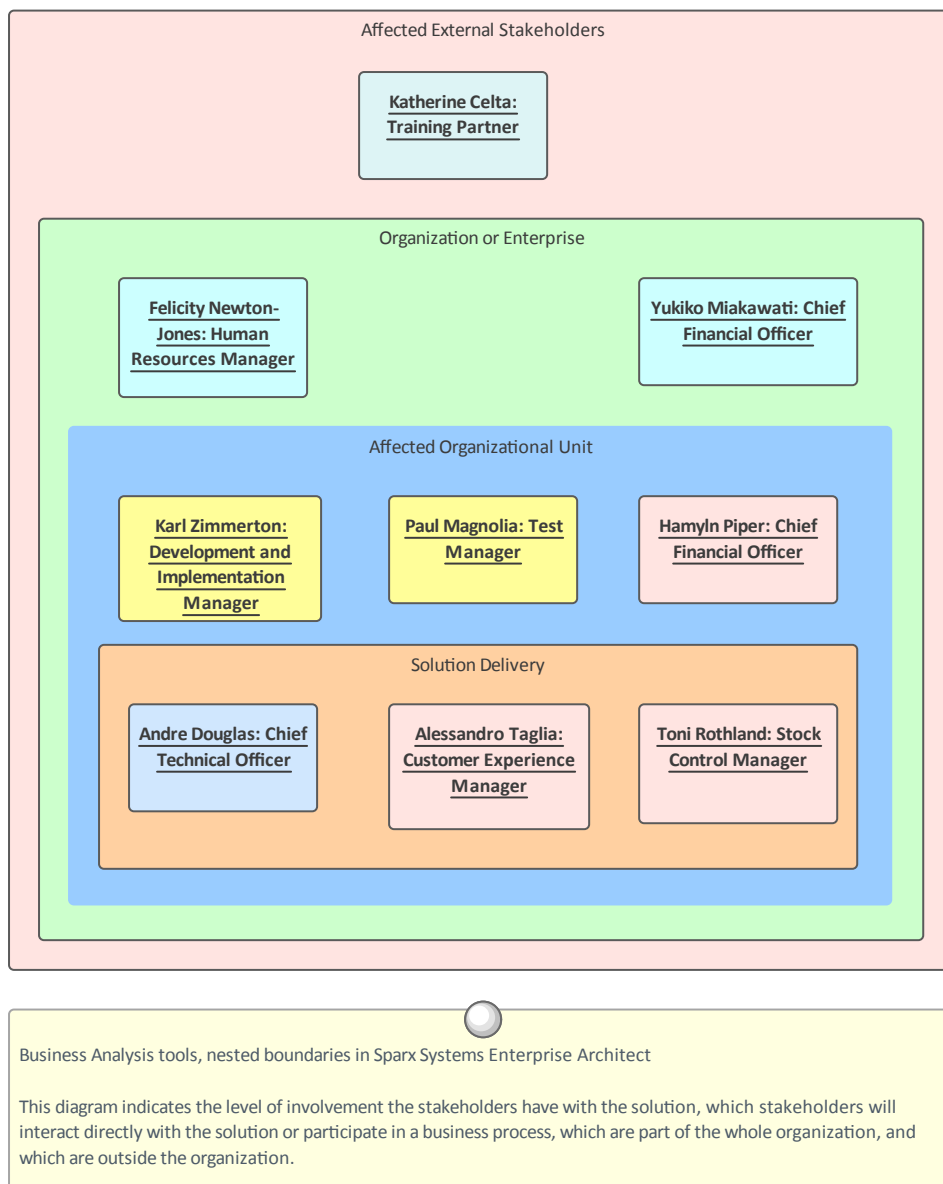 Affected External Stakeholders
Katherine Celta:
Training Partner
Organization or Enterprise
Felicity Newton-
Jones: Human
Resources Manager
Yukiko Miakawati: Chief
Financial Officer
Affected Organizational Unit
Karl Zimmerton:
Development and
Implementation
Manager
Paul Magnolia: Test
Manager
Hamyln Piper: Chief
Financial Officer
Solution Delivery
Andre Douglas: Chief
Technical Officer
Alessandro Taglia:
Customer Experience
Manager
Toni Rothland: Stock
Control Manager
Business Analysis tools, nested boundaries in Sparx Systems Enterprise Architect
This diagram indicates the level of involvement the stakeholders have with the solution, which stakeholders will
interact directly with the solution or participate in a business process, which are part of the whole organization, and
which are outside the organization.